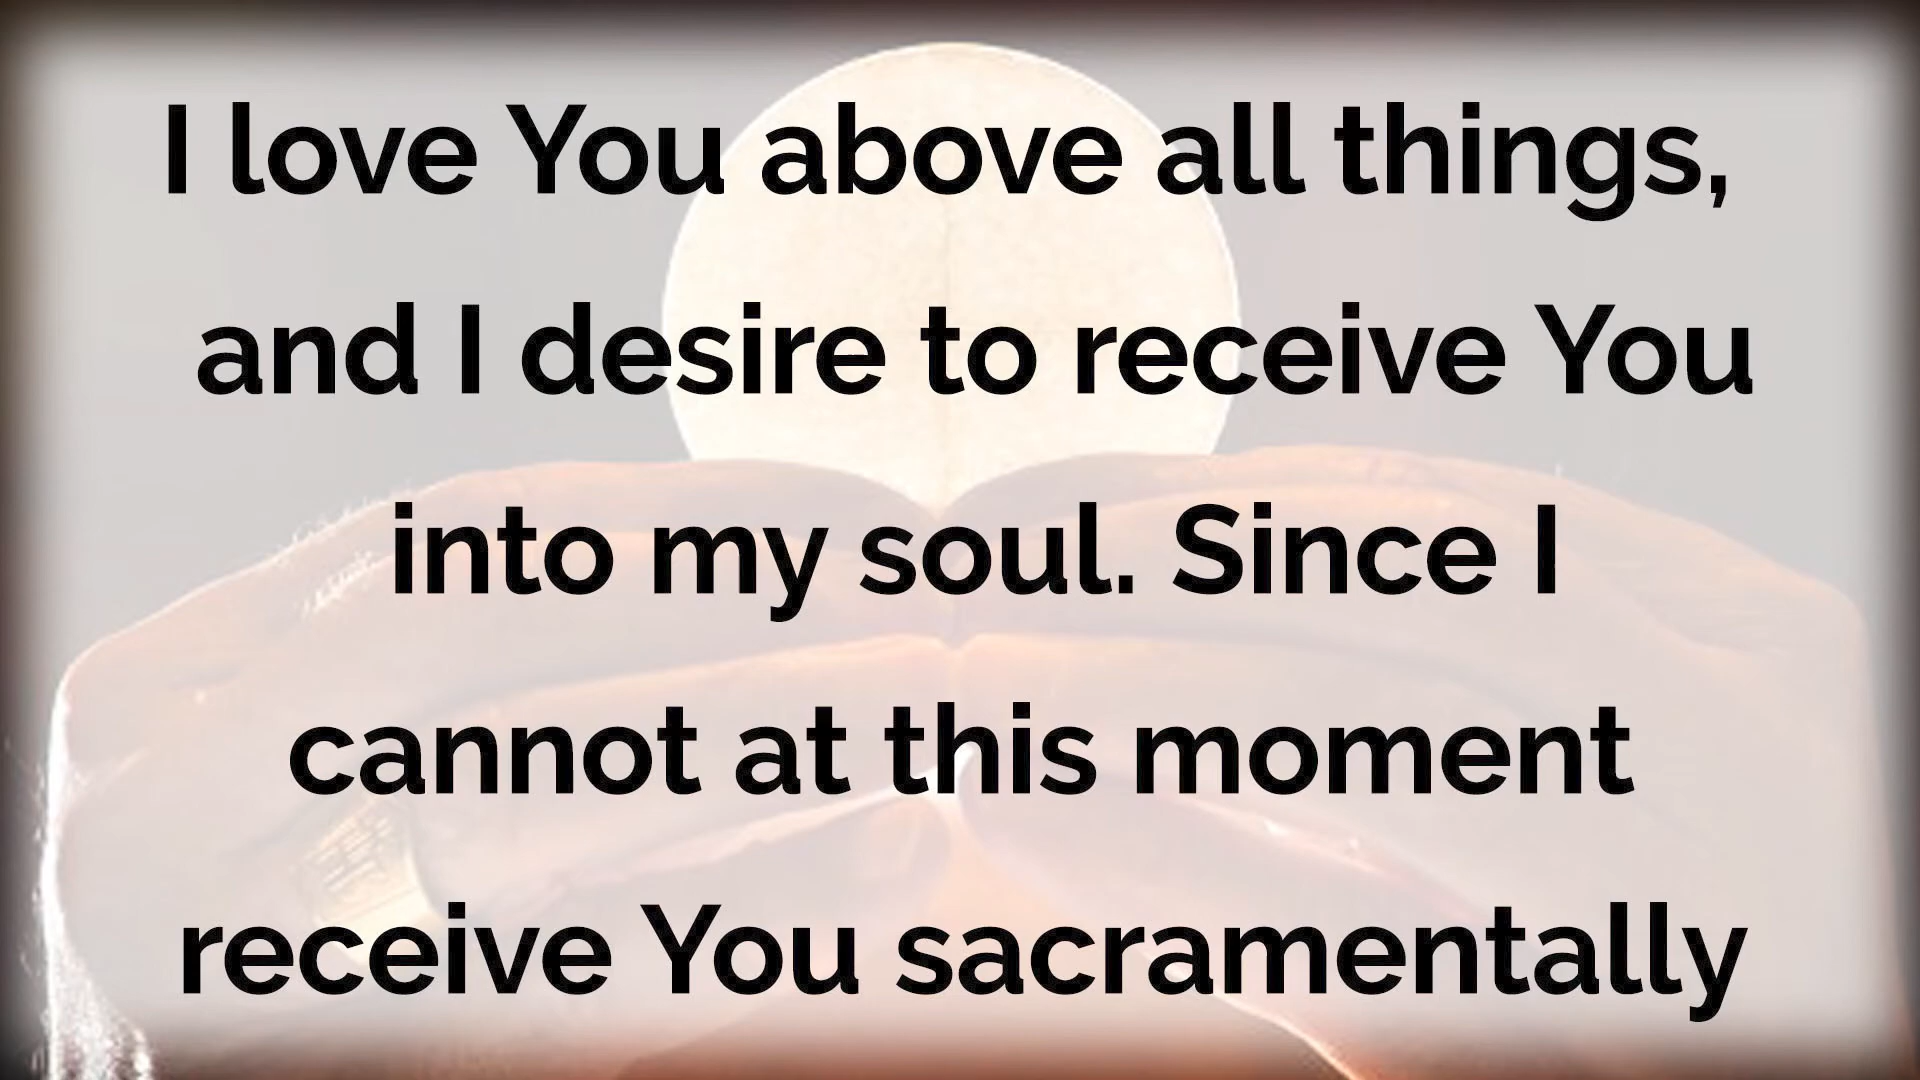 I love You above all things,
and I desire to receive You
into my soul. Since I
cannot at this moment
receive You sacramentally